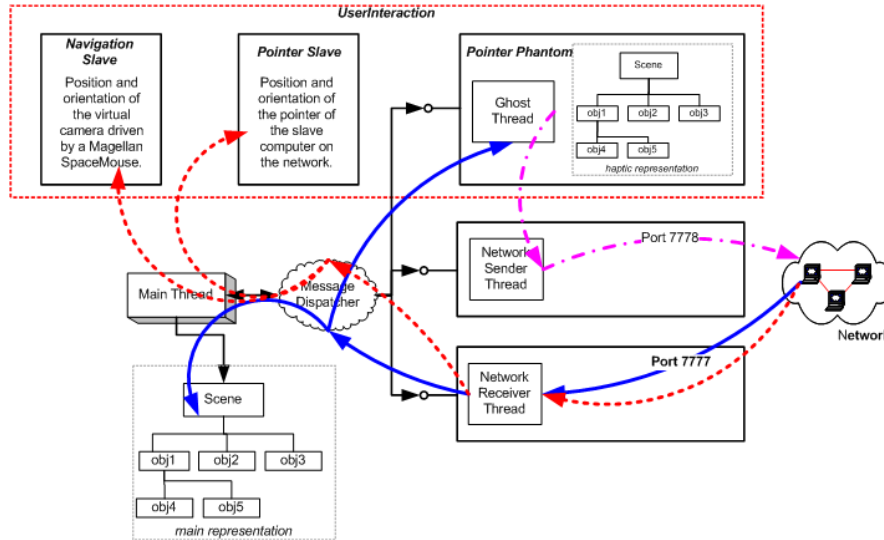 UserInteraction
Navigation
Slave
Position and
orientation of
the virtual
camera driven
by a Magellan
SpaceMouse.
Pointer Slave
Position and
orientation of
the pointer of
the slave
computer on
the network.
Pointer Phantom
Ghost
Thread
Scene
obj1
obj2
obj3
obj4
obj5
haptic representation
Network
Sender
Thread
Port 7778
Main Thread
Message
Dispatcher
Network
Port 7777
Network
Receiver
Thread
Scene
obj1
obj2
obj3
obj4
obj5
main representation